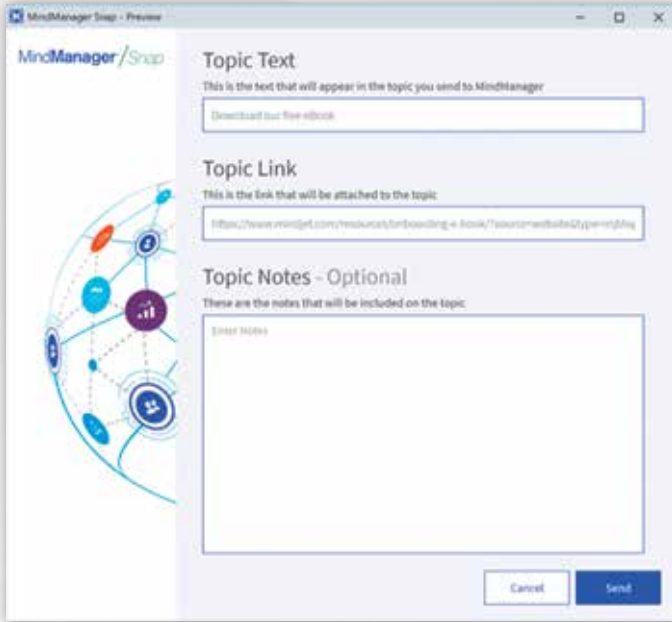 MindManager Snap - Preview
MindManager/Snap
Topic Text
This is the text that will appear in the topic you send to MindManager
Download our free eBook
Topic Link
This is the link that will be attached to the topic
https://www.mindjet.com/resources/onboarding-e-book/?source=website&type=
Topic Notes - Optional
These are the notes that will be included on the topic
Enter Notes
Cancel
Send